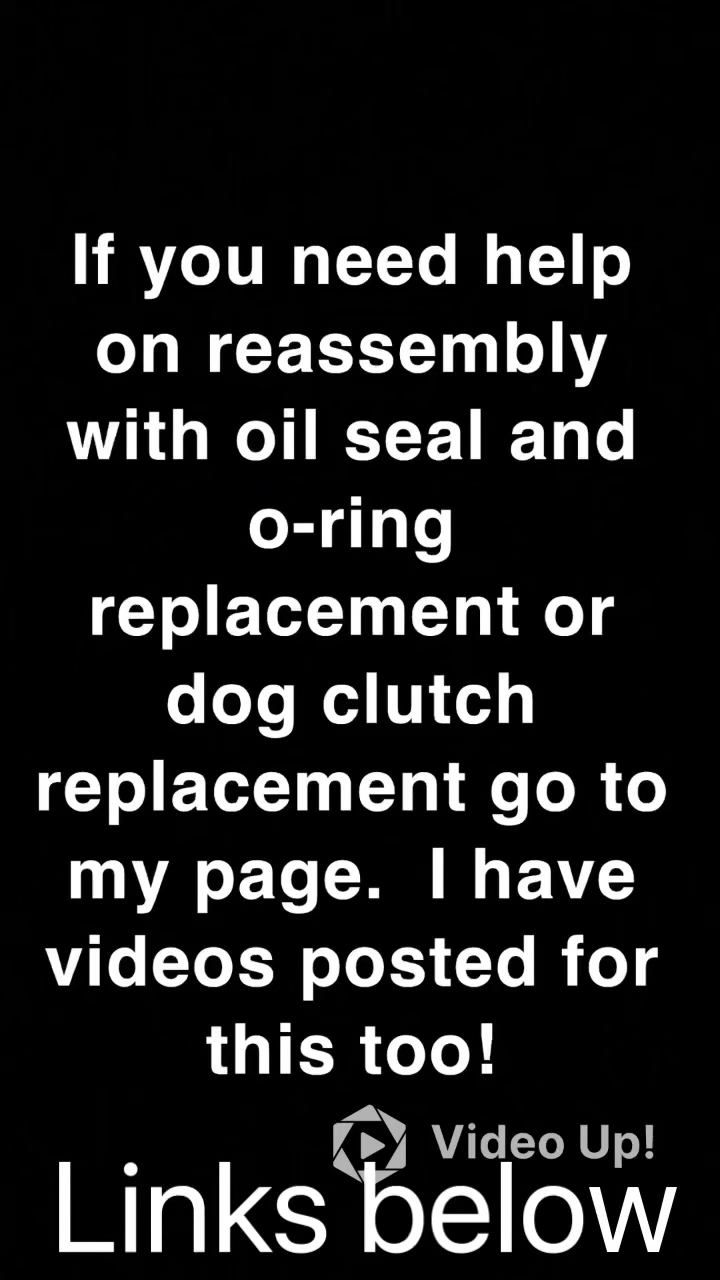 If you need help
on reassembly
with oil seal and
o-ring
replacement or
dog clutch
replacement go to
my page.  I have
videos posted for
this too!
Video Up!
Links below